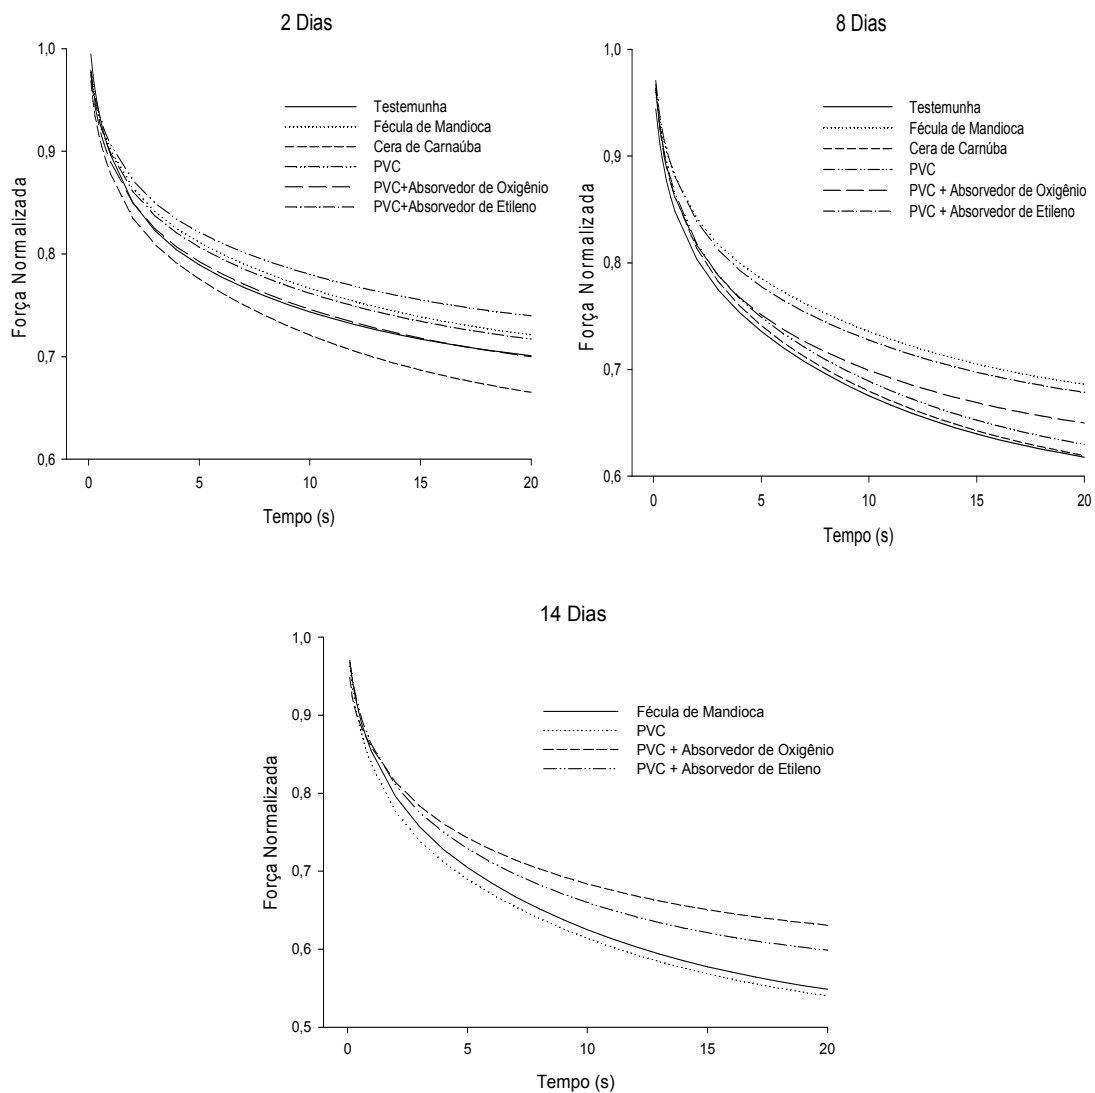 2 Dias
Força Normalizada
1,0
0,9
0,8
0,7
0,6
Testemunha
Fécula de Mandioca
Cera de Carnaúba
PVC
PVC+Absorvedor de Oxigênio
PVC+Absorvedor de Etileno
0 5 10 15 20
Tempo (s)
8 Dias
Força Normalizada
1,0
0,9
0,8
0,7
0,6
Testemunha
Fécula de Mandioca
Cera de Carnúba
PVC
PVC + Absorvedor de Oxigênio
PVC + Absorvedor de Etileno
0 5 10 15 20
Tempo (s)
14 Dias
Força Normalizada
1,0
0,9
0,8
0,7
0,6
0,5
Fécula de Mandioca
PVC
PVC + Absorvedor de Oxigênio
PVC + Absorvedor de Etileno
0 5 10 15 20
Tempo (s)